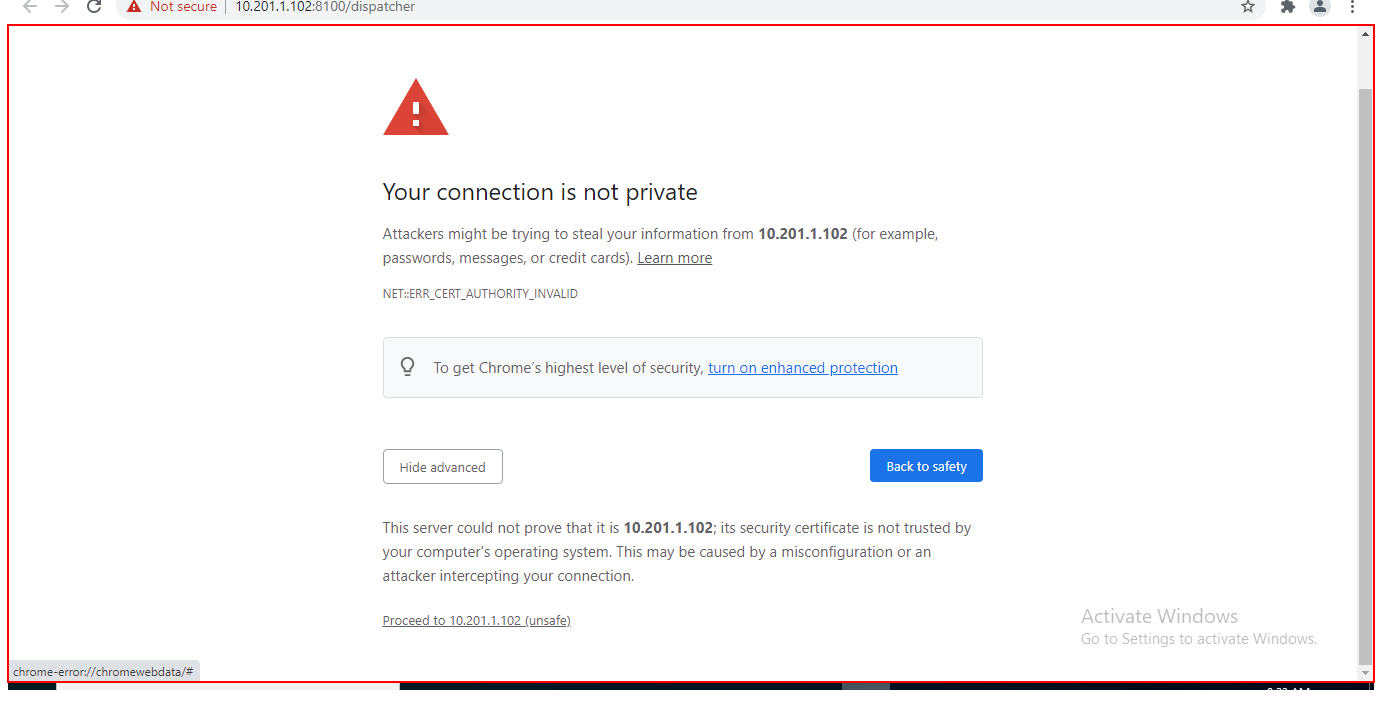 Not secure | 10.201.1.102:8100/dispatcher
Your connection is not private
Attackers might be trying to steal your information from 10.201.1.102 (for example,
passwords, messages, or credit cards). Learn more
NET::ERR_CERT_AUTHORITY_INVALID
To get Chrome's highest level of security, turn on enhanced protection
Hide advanced
Back to safety
This server could not prove that it is 10.201.1.102; its security certificate is not trusted by
your computer's operating system. This may be caused by a misconfiguration or an
attacker intercepting your connection.
Proceed to 10.201.1.102 (unsafe)
Activate Windows
Go to Settings to activate Windows.
chrome-error://chromewebdata/#